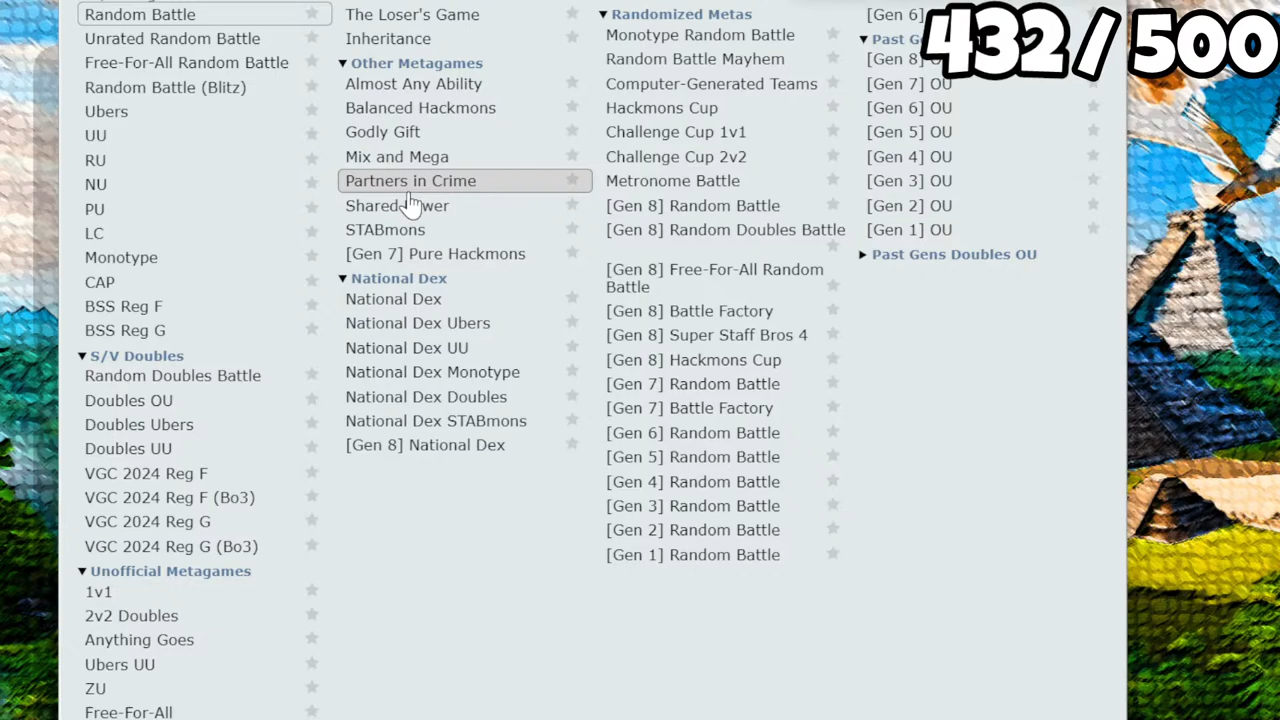 Random Battle
Unrated Random Battle
Free-For-All Random Battle
Random Battle (Blitz)
Ubers
UU
RU
NU
PU
LC
Monotype
CAP
BSS Reg F
BSS Reg G
S/V Doubles
Random Doubles Battle
Doubles OU
Doubles Ubers
Doubles UU
VGC 2024 Reg F
VGC 2024 Reg F (Bo3)
VGC 2024 Reg G
VGC 2024 Reg G (Bo3)
Unofficial Metagames
1v1
2v2 Doubles
Anything Goes
Ubers UU
ZU
Free-For-All
The Loser's Game
Inheritance
Other Metagames
Almost Any Ability
Balanced Hackmons
Godly Gift
Mix and Mega
Partners in Crime
Shared Power
STABmons
[Gen 7] Pure Hackmons
National Dex
National Dex
National Dex Ubers
National Dex UU
National Dex Monotype
National Dex Doubles
National Dex STABmons
[Gen 8] National Dex
Randomized Metas
Monotype Random Battle
Random Battle Mayhem
Computer-Generated Teams
Hackmons Cup
Challenge Cup 1v1
Challenge Cup 2v2
Metronome Battle
[Gen 8] Random Battle
[Gen 8] Random Doubles Battle
[Gen 8] Free-For-All Random
Battle
[Gen 8] Battle Factory
[Gen 8] Super Staff Bros 4
[Gen 8] Hackmons Cup
[Gen 7] Random Battle
[Gen 7] Battle Factory
[Gen 6] Random Battle
[Gen 5] Random Battle
[Gen 4] Random Battle
[Gen 3] Random Battle
[Gen 2] Random Battle
[Gen 1] Random Battle
[Gen 6]
Past
[Gen 8]
[Gen 7] OU
[Gen 6] OU
[Gen 5] OU
[Gen 4] OU
[Gen 3] OU
[Gen 2] OU
[Gen 1] OU
Past Gens Doubles OU
432/500